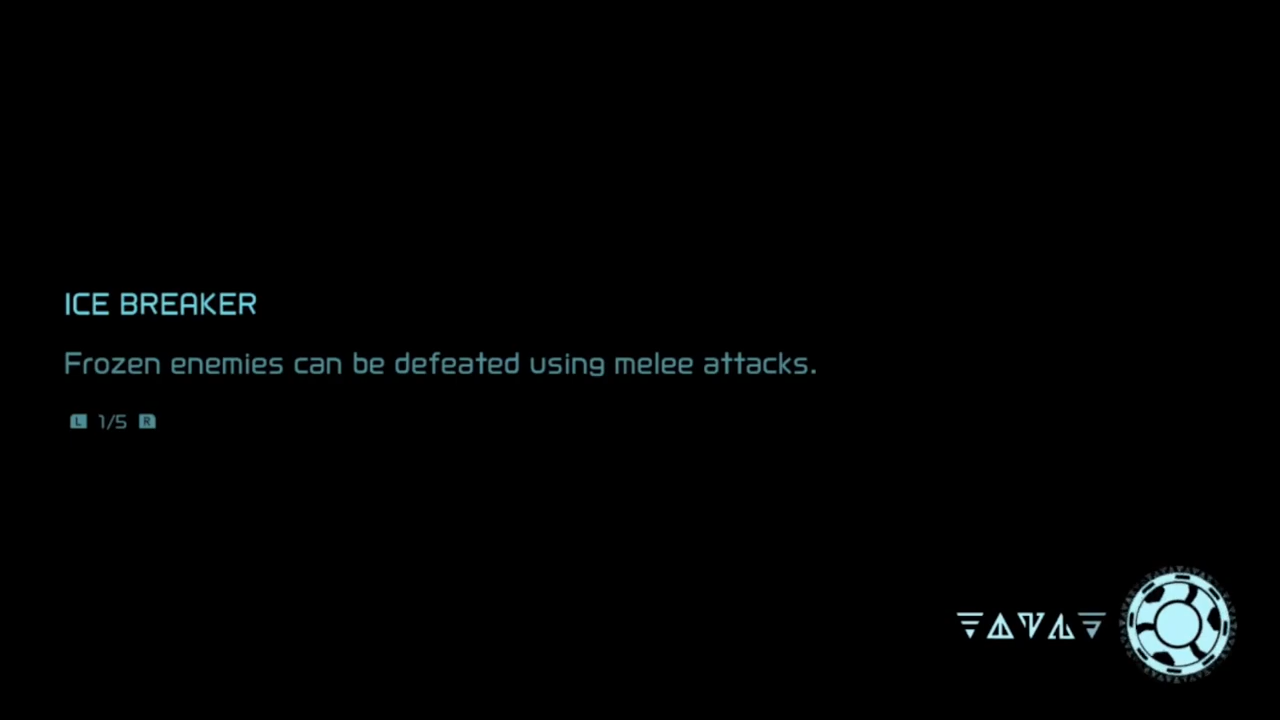 ICE BREAKER
Frozen enemies can be defeated using melee attacks.
L 1/5 R